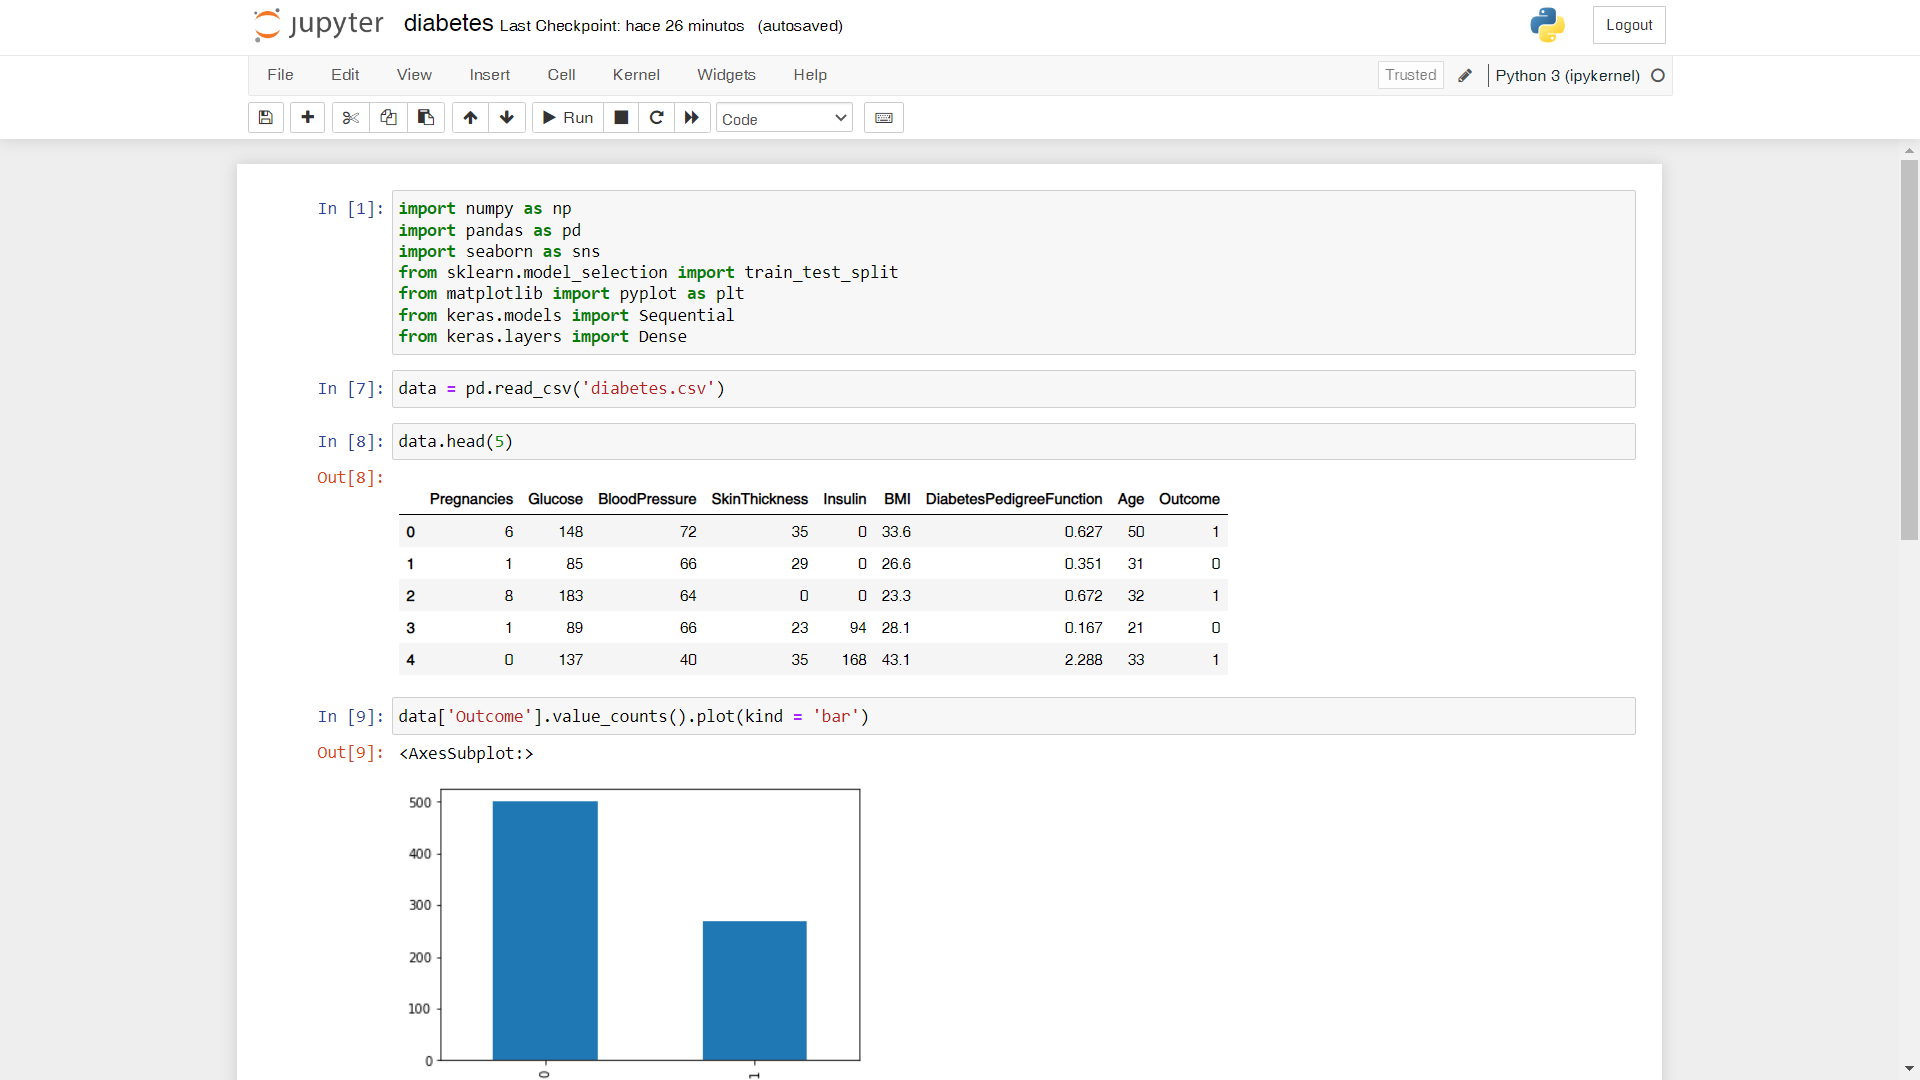 jupyter diabetes Last Checkpoint: hace 26 minutos (autosaved) Logout
File Edit View Insert Cell Kernel Widgets Help Trusted Python 3 (ipykernel)
Run Code
In [1]: import numpy as np
import pandas as pd
import seaborn as sns
from sklearn.model_selection import train_test_split
from matplotlib import pyplot as plt
from keras.models import Sequential
from keras.layers import Dense
In [7]: data = pd.read_csv('diabetes.csv')
In [8]: data.head(5)
Out[8]:
Pregnancies Glucose BloodPressure SkinThickness Insulin BMI DiabetesPedigreeFunction Age Outcome
0 6 148 72 35 0 33.6 0.627 50 1
1 1 85 66 29 0 26.6 0.351 31 0
2 8 183 64 0 0 23.3 0.672 32 1
3 1 89 66 23 94 28.1 0.167 21 0
4 0 137 40 35 168 43.1 2.288 33 1
In [9]: data['Outcome'].value_counts().plot(kind = 'bar')
Out[9]: <AxesSubplot:>
500
400
300
200
100
0
0 1